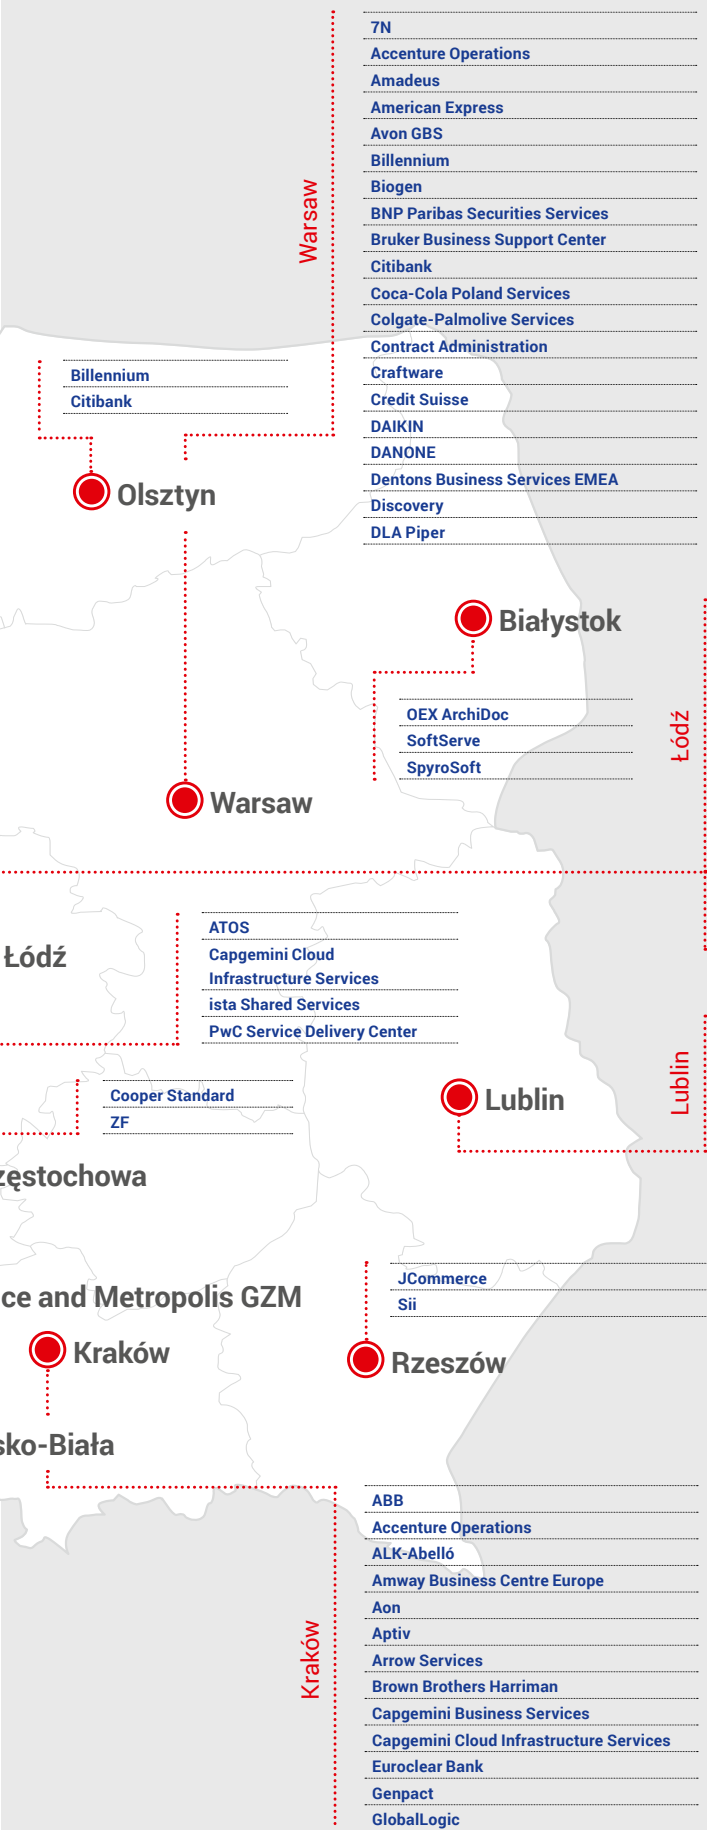 7N
Accenture Operations
Amadeus
American Express
Avon GBS
Billennium
Biogen
Warsaw
BNP Paribas Securities Services
Bruker Business Support Center
Citibank
Coca-Cola Poland Services
Colgate-Palmolive Services
Contract Administration
Craftware
Credit Suisse
DAIKIN
DANONE
Dentons Business Services EMEA
Discovery
DLA Piper
Billennium
Citibank
Olsztyn
Białystok
OEX ArchiDoc
SoftServe
SpyroSoft
Łódź
Warsaw
Łódź
ATOS
Capgemini Cloud
Infrastructure Services
ista Shared Services
PwC Service Delivery Center
Cooper Standard
ZF
Lublin
Lublin
zęstochowa
JCommerce
Sii
ce and Metropolis GZM
Kraków
Rzeszów
sko-Biała
Kraków
ABB
Accenture Operations
ALK-Abelló
Amway Business Centre Europe
Aon
Aptiv
Arrow Services
Brown Brothers Harriman
Capgemini Business Services
Capgemini Cloud Infrastructure Services
Euroclear Bank
Genpact
GlobalLogic